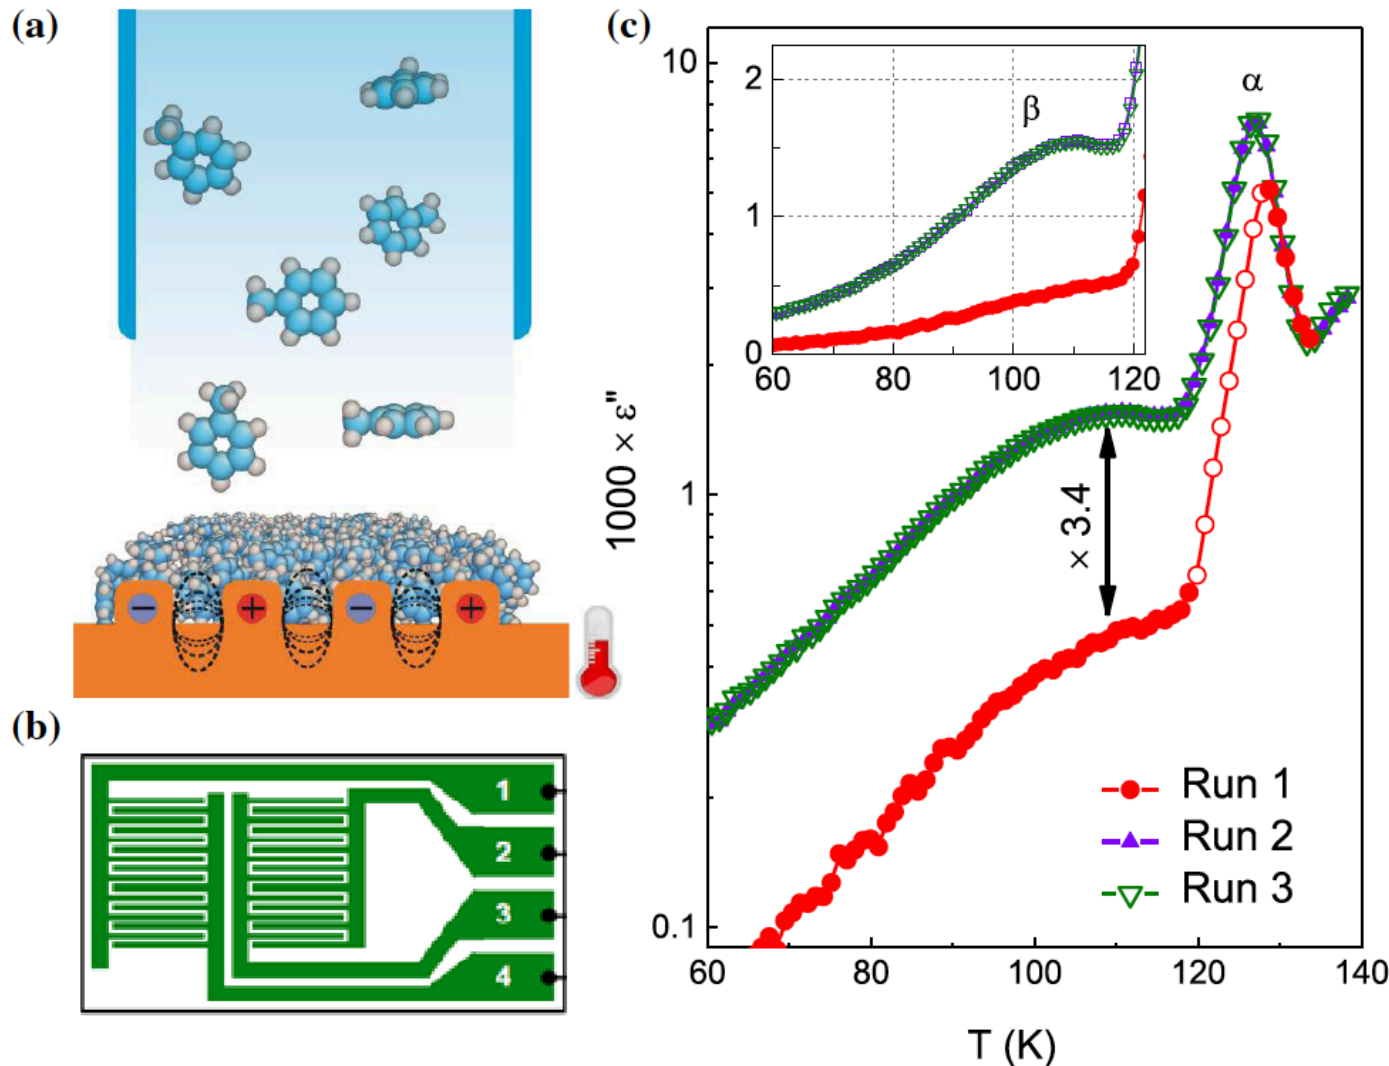 (a)
− + − +
(b)
1
2
3
4
(c)
1000 × ε"
10
1
0.1
60 80 100 120 140
T (K)
α
× 3.4
Run 1
Run 2
Run 3
β
2
1
0
60 80 100 120